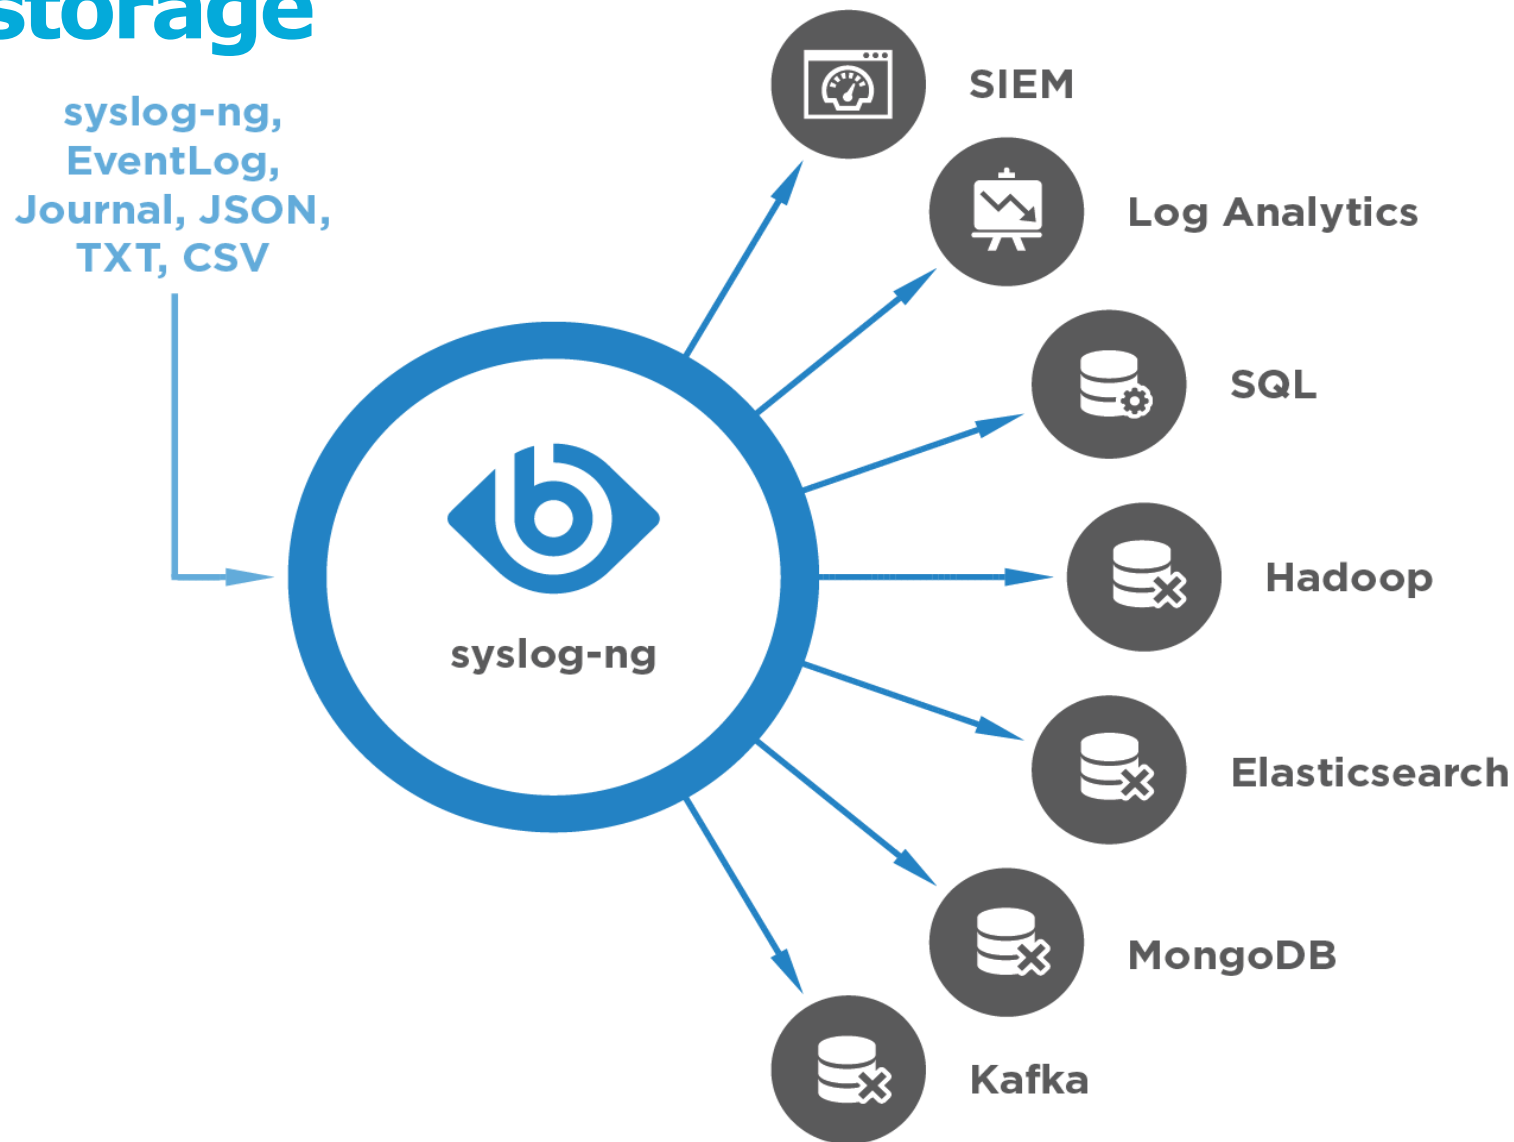 storage
syslog-ng,
EventLog,
Journal, JSON,
TXT, CSV
syslog-ng
SIEM
Log Analytics
SQL
Hadoop
Elasticsearch
MongoDB
Kafka